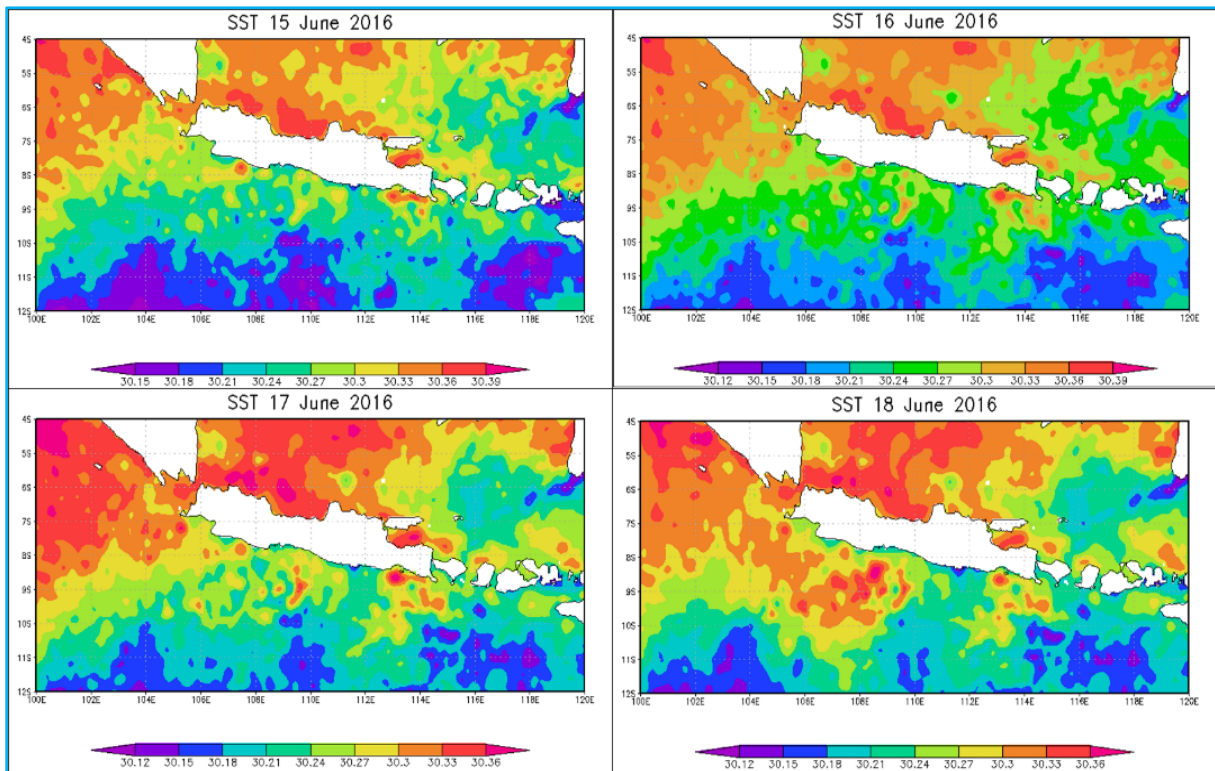 SST 15 June 2016
4S
5S
6S
7S
8S
9S
10S
11S
12S
100E 102E 104E 106E 108E 110E 112E 114E 116E 118E 120E
30.15 30.18 30.21 30.24 30.27 30.3 30.33 30.36 30.39
SST 16 June 2016
4S
5S
6S
7S
8S
9S
10S
11S
12S
100E 102E 104E 106E 108E 110E 112E 114E 116E 118E 120E
30.12 30.15 30.18 30.21 30.24 30.27 30.3 30.33 30.36 30.39
SST 17 June 2016
4S
5S
6S
7S
8S
9S
10S
11S
12S
100E 102E 104E 106E 108E 110E 112E 114E 116E 118E 120E
30.12 30.15 30.18 30.21 30.24 30.27 30.3 30.33 30.36
SST 18 June 2016
4S
5S
6S
7S
8S
9S
10S
11S
12S
100E 102E 104E 106E 108E 110E 112E 114E 116E 118E 120E
30.12 30.15 30.18 30.21 30.24 30.27 30.3 30.33 30.36